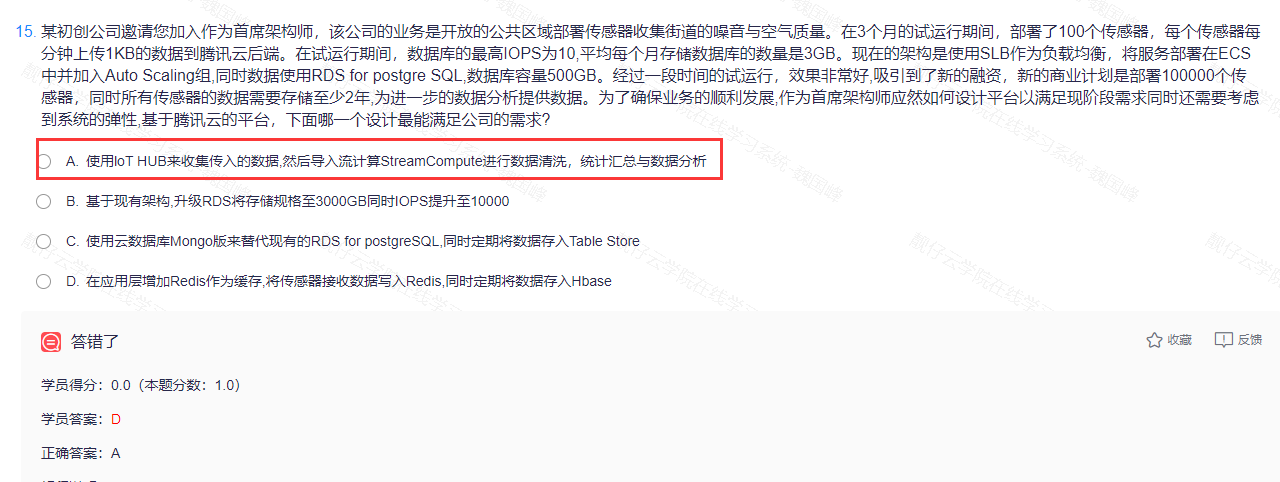 15. 某初创公司邀请您加入作为首席架构师，该公司的业务是开放的公共区域部署传感器收集街道的噪音与空气质量。在3个月的试运行期间，部署了100个传感器，每个传感器每
分钟上传1KB的数据到腾讯云后端。在试运行期间，数据库的最高IOPS为10,平均每个月存储数据库的数量是3GB。现在的架构是使用SLB作为负载均衡，将服务部署在ECS
中并加入Auto Scaling组,同时数据使用RDS for postgre SQL,数据库容量500GB。经过一段时间的试运行，效果非常好,吸引到了新的融资，新的商业计划是部署100000个传
感器，同时所有传感器的数据需要存储至少2年,为进一步的数据分析提供数据。为了确保业务的顺利发展,作为首席架构师应然如何设计平台以满足现阶段需求同时还需要考虑
到系统的弹性,基于腾讯云的平台，下面哪一个设计最能满足公司的需求?
A. 使用IoT HUB来收集传入的数据,然后导入流计算StreamCompute进行数据清洗，统计汇总与数据分析
B. 基于现有架构,升级RDS将存储规格至3000GB同时IOPS提升至10000
C. 使用云数据库Mongo版来替代现有的RDS for postgreSQL,同时定期将数据存入Table Store
D. 在应用层增加Redis作为缓存,将传感器接收数据写入Redis,同时定期将数据存入Hbase
答错了
收藏 反馈
学员得分：0.0（本题分数：1.0）
学员答案：D
正确答案：A